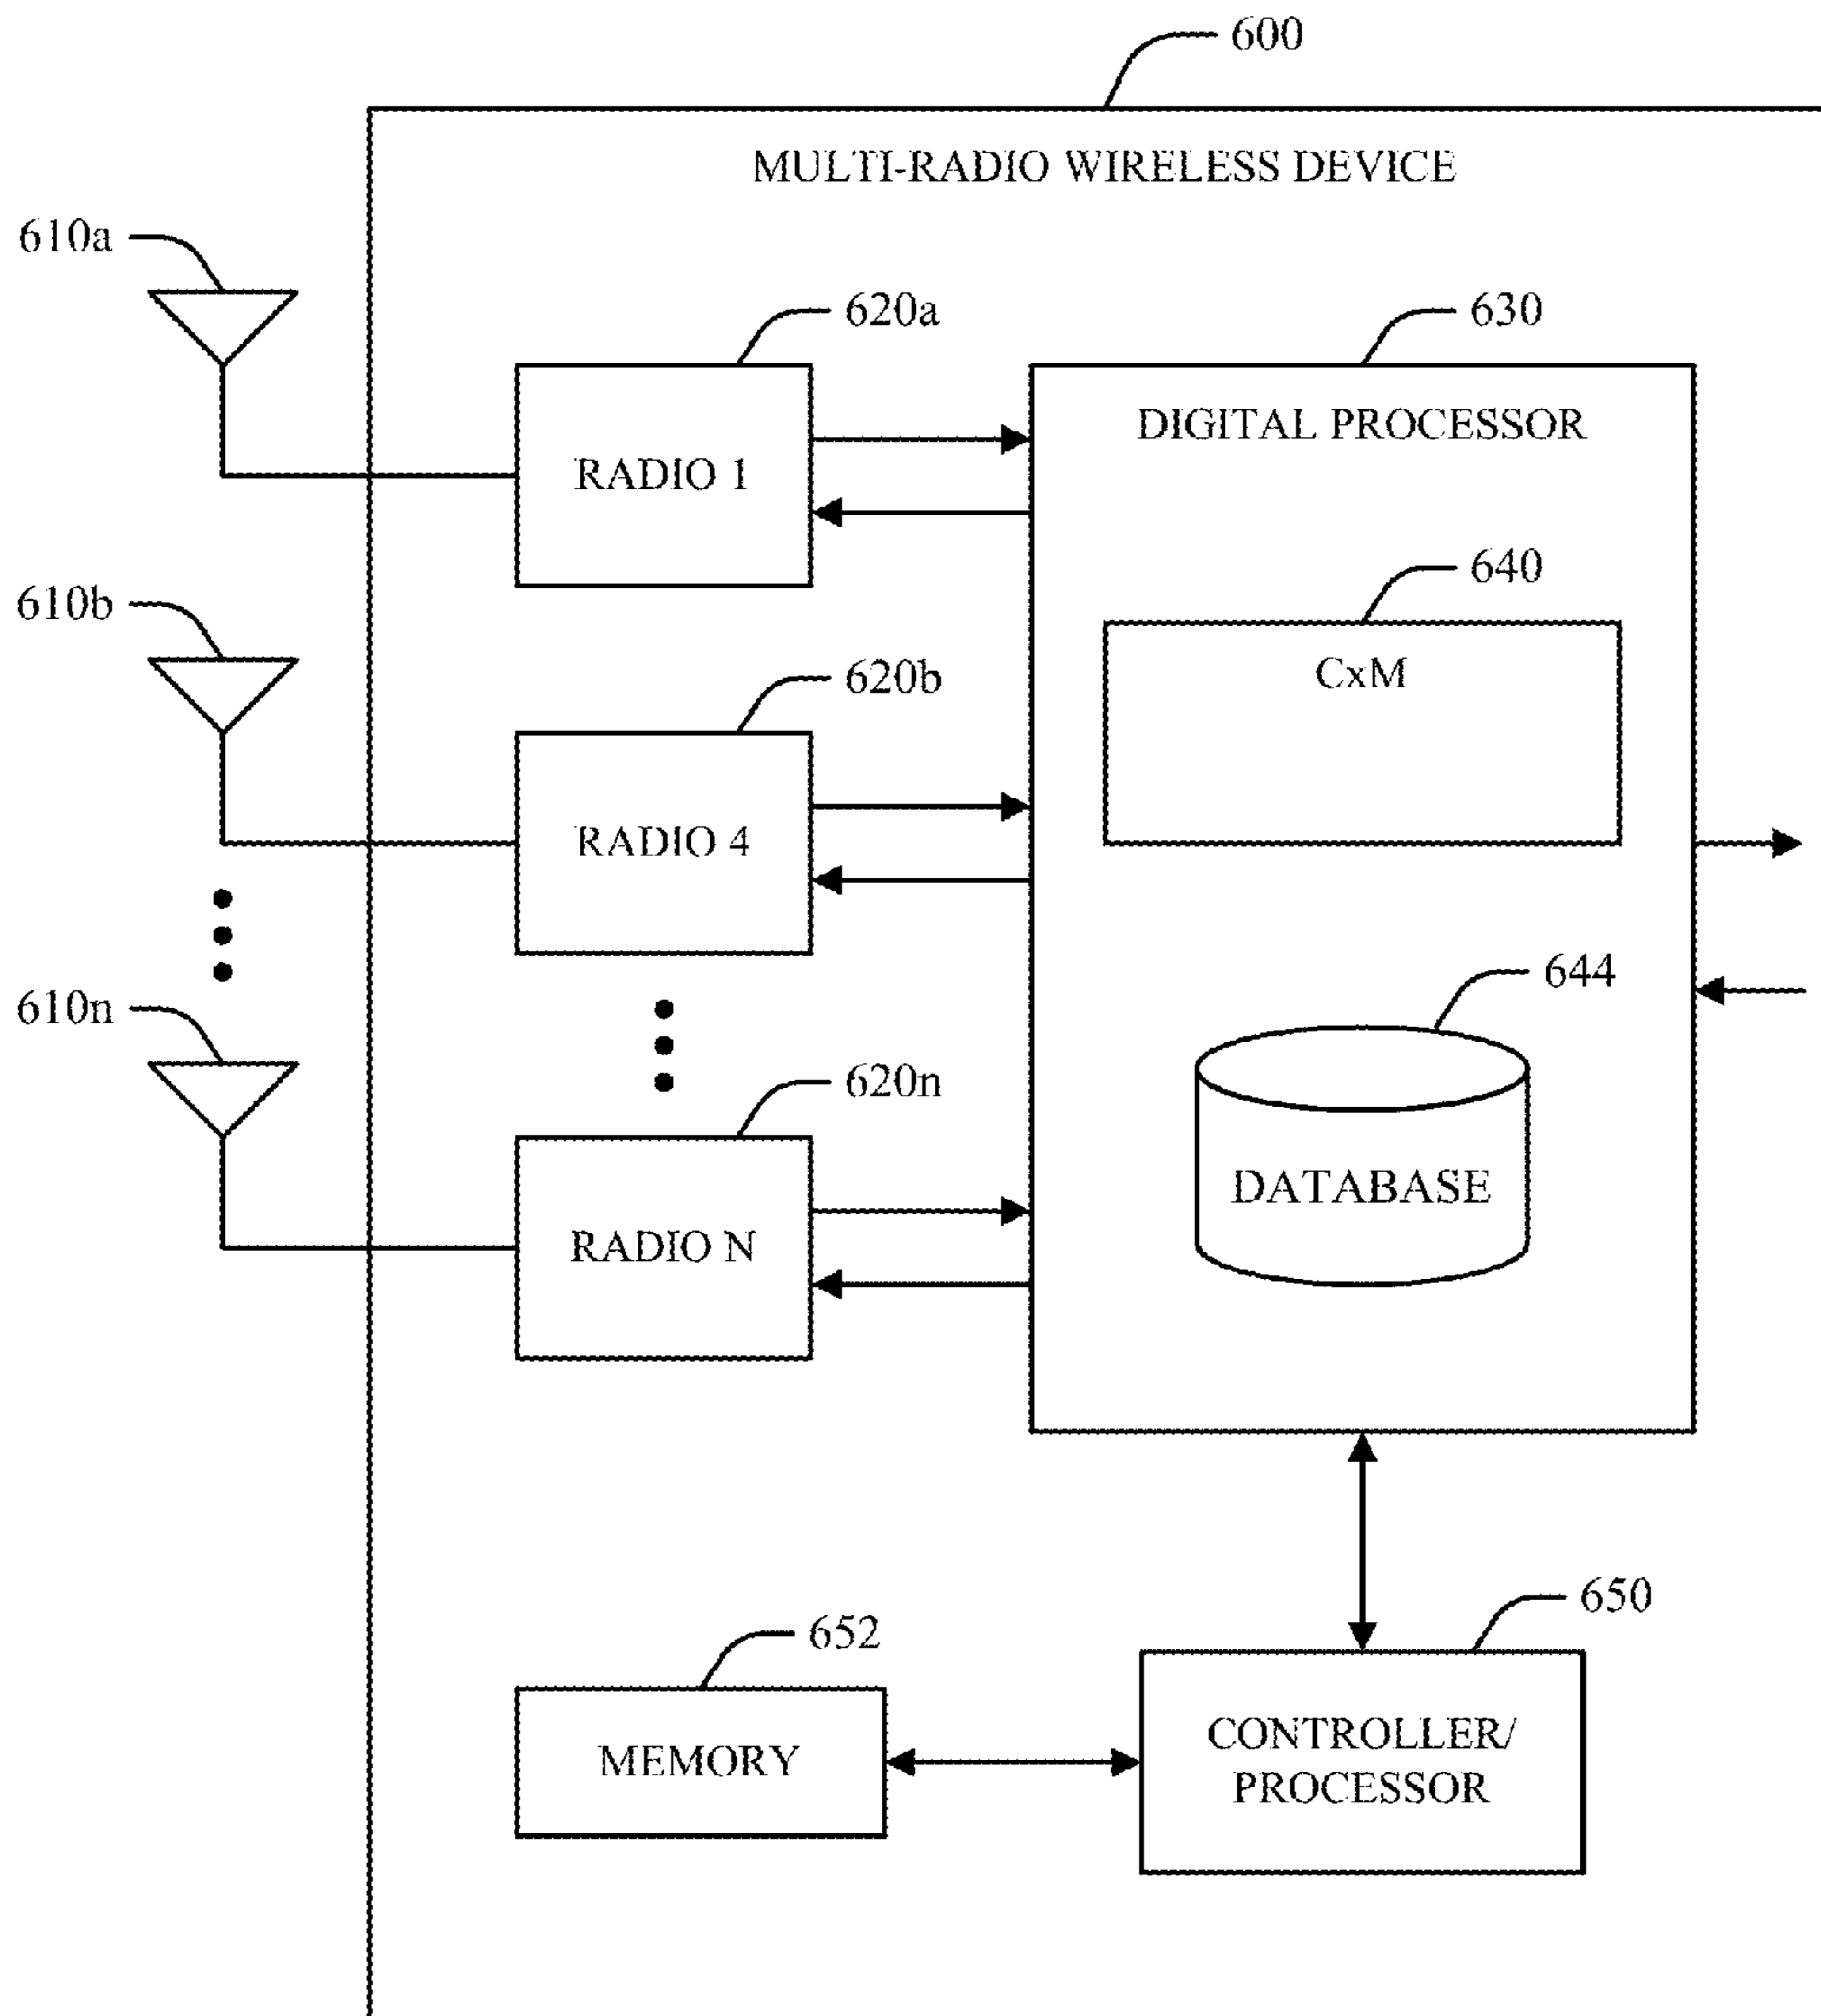 600
MULTI-RADIO WIRELESS DEVICE
610a
620a
630
RADIO 1
DIGITAL PROCESSOR
610b
620b
640
CxM
RADIO 4
610n
620n
644
RADIO N
DATABASE
652
650
MEMORY
CONTROLLER/
PROCESSOR